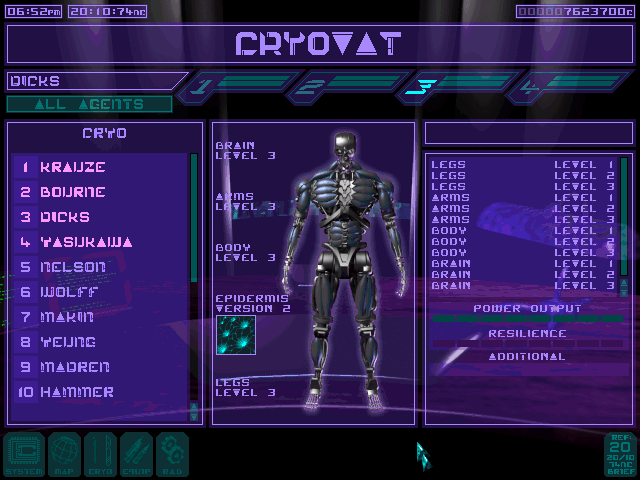 06:52PM 20:10:74NC 000007623700C
CRYOVAT
DICKS
1 2 3 4
ALL AGENTS
CRYO
1 KRAUZE
2 BOURNE
3 DICKS
4 YASUKAWA
5 NELSON
6 WOLFF
7 MAKIN
8 YEUNG
9 MADREN
10 HAMMER
BRAIN
LEVEL 3
ARMS
LEVEL 3
BODY
LEVEL 3
EPIDERMIS
VERSION 2
LEGS
LEVEL 3
LEGS LEVEL 1
LEGS LEVEL 2
LEGS LEVEL 3
ARMS LEVEL 1
ARMS LEVEL 2
ARMS LEVEL 3
BODY LEVEL 1
BODY LEVEL 2
BODY LEVEL 3
BRAIN LEVEL 1
BRAIN LEVEL 2
BRAIN LEVEL 3
POWER OUTPUT
RESILIENCE
ADDITIONAL
SYSTEM MAP CRYO EQUIP R&D
REF:
20
20/10
74NC
BRIEF